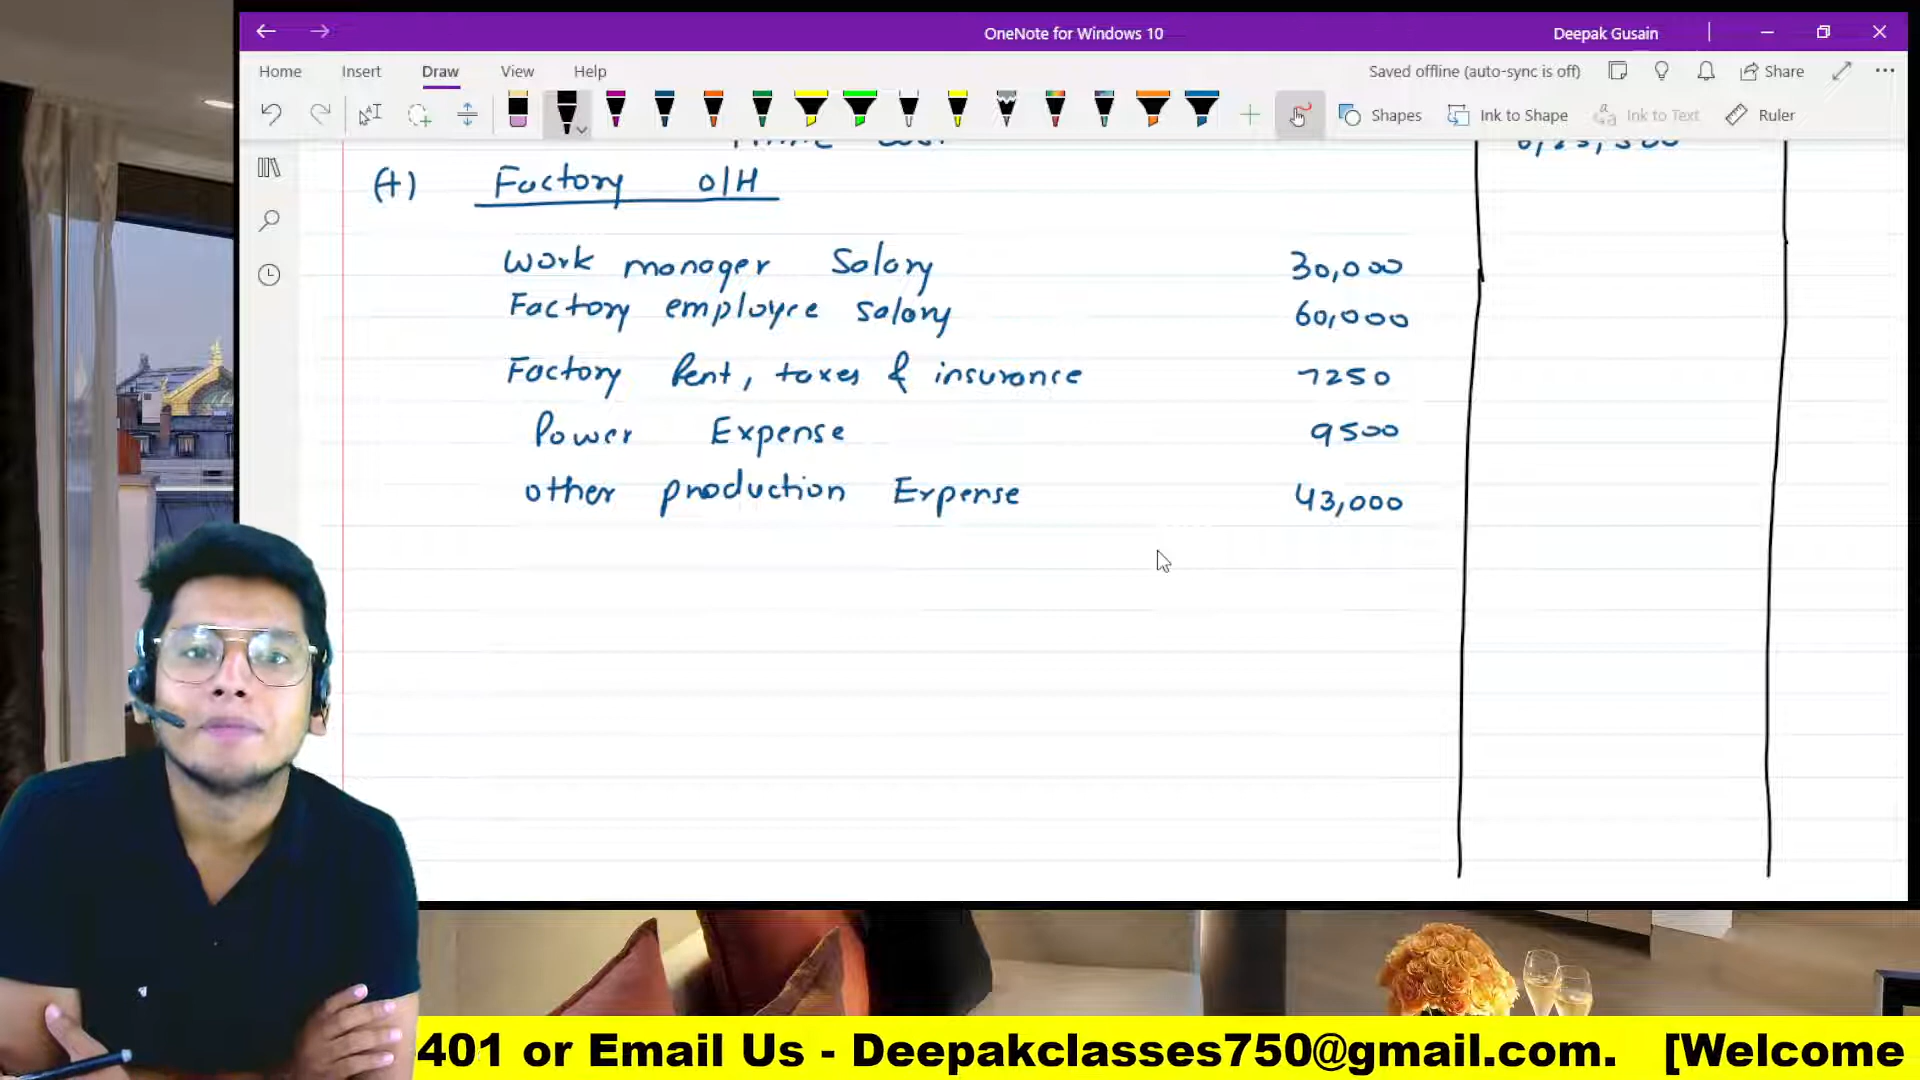 OneNote for Windows 10
Deepak Gusain
Home Insert Draw View Help
Saved offline (auto-sync is off)
Share
Shapes
Ink to Shape
Ink to Text
Ruler
(+) Factory O/H
Work manager Salary 30,000
Factory employee salary 60,000
Factory Rent, taxes & insurance 7250
Power Expense 9500
other production Expense 43,000
401 or Email Us - Deepakclasses750@gmail.com. [Welcome